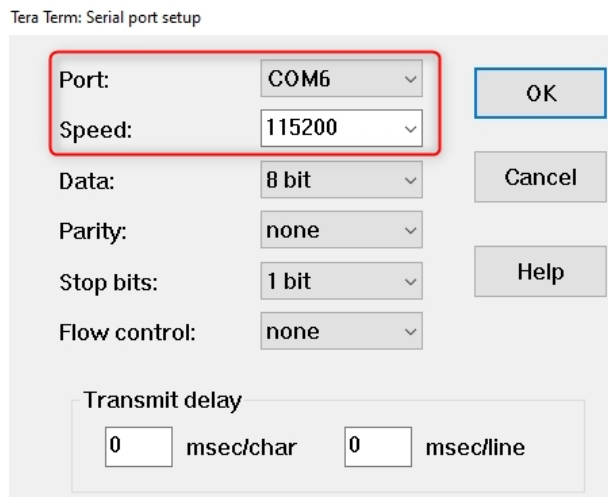 Tera Term: Serial port setup
Port: COM6
OK
Speed: 115200
Data: 8 bit
Cancel
Parity: none
Stop bits: 1 bit
Help
Flow control: none
Transmit delay
0 msec/char 0 msec/line